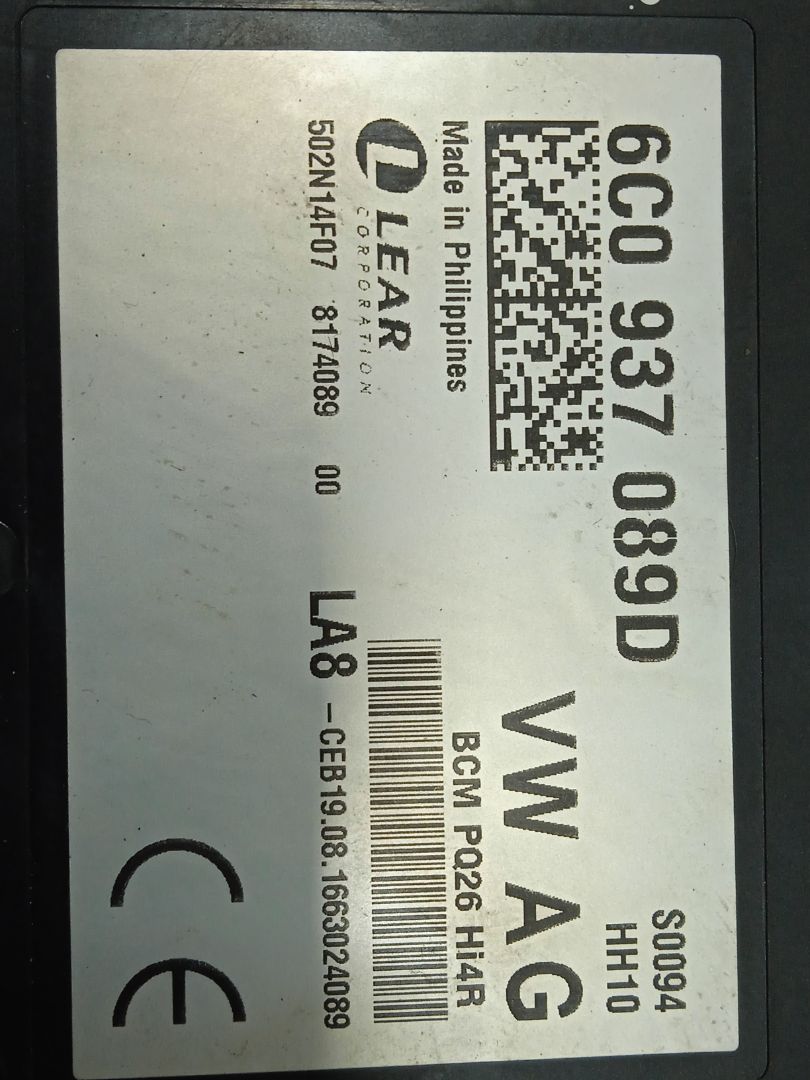 6C0 937 089D
S0094
HH10
VW AG
Made in Philippines
BCM PQ26 Hi4R
LEAR
CORPORATION
502N14F07 8174089 00
LA8 -CEB19.08.1663024089
CE